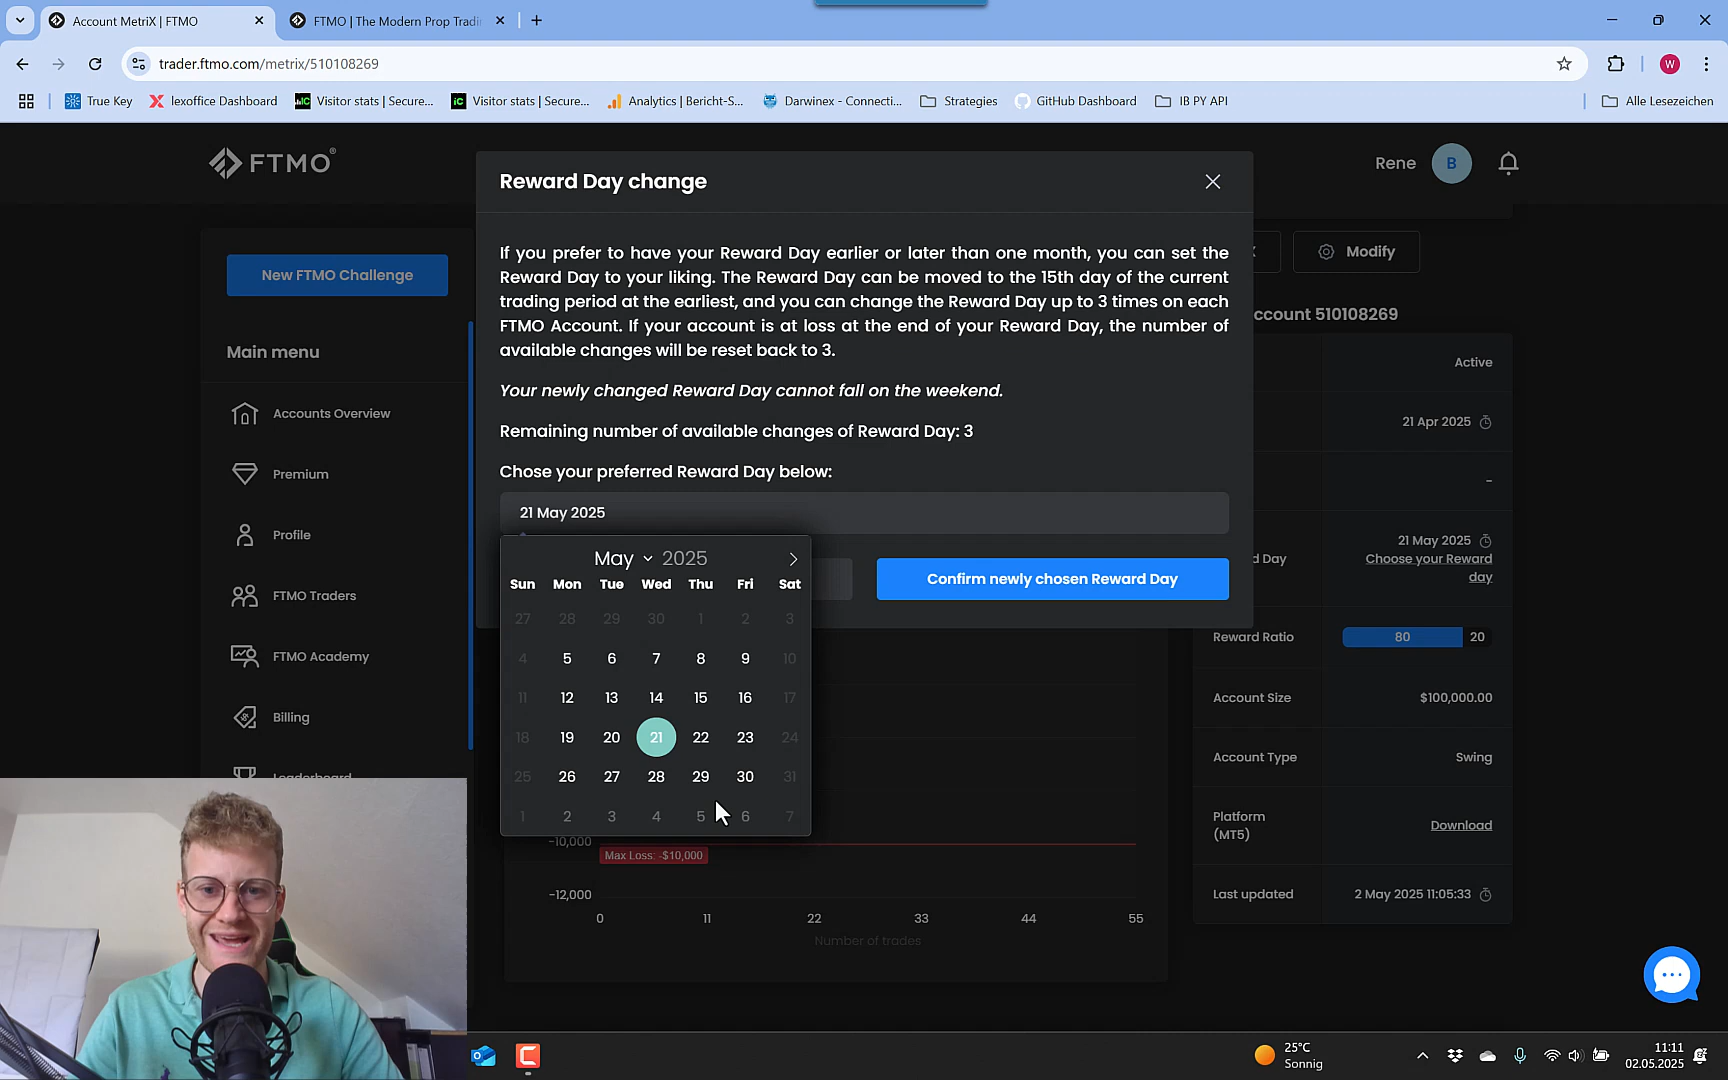 Account MetriX | FTMO
FTMO | The Modern Prop Tradi
trader.ftmo.com/metrix/510108269
W
True Key
lexoffice Dashboard
Visitor stats | Secure...
Visitor stats | Secure...
Analytics | Bericht-S...
Darwinex - Connecti...
Strategies
GitHub Dashboard
IB PY API
Alle Lesezeichen
FTMO®
Rene
B
Reward Day change
New FTMO Challenge
Modify
If you prefer to have your Reward Day earlier or later than one month, you can set the
Reward Day to your liking. The Reward Day can be moved to the 15th day of the current
trading period at the earliest, and you can change the Reward Day up to 3 times on each
FTMO Account. If your account is at loss at the end of your Reward Day, the number of
available changes will be reset back to 3.
Your newly changed Reward Day cannot fall on the weekend.
Remaining number of available changes of Reward Day: 3
Chose your preferred Reward Day below:
21 May 2025
Confirm newly chosen Reward Day
May 2025
Sun Mon Tue Wed Thu Fri Sat
27 28 29 30 1 2 3
4 5 6 7 8 9 10
11 12 13 14 15 16 17
18 19 20 21 22 23 24
25 26 27 28 29 30 31
1 2 3 4 5 6 7
Main menu
Accounts Overview
Premium
Profile
FTMO Traders
FTMO Academy
Billing
Leaderboard
ccount 510108269
Active
21 Apr 2025
-
d Day
21 May 2025
Choose your Reward
day
Reward Ratio
80 20
Account Size
$100,000.00
Account Type
Swing
Platform
(MT5)
Download
Last updated
2 May 2025 11:05:33
-10,000
Max Loss: -$10,000
-12,000
0 11 22 33 44 55
Number of trades
25°C
Sonnig
11:11
02.05.2025